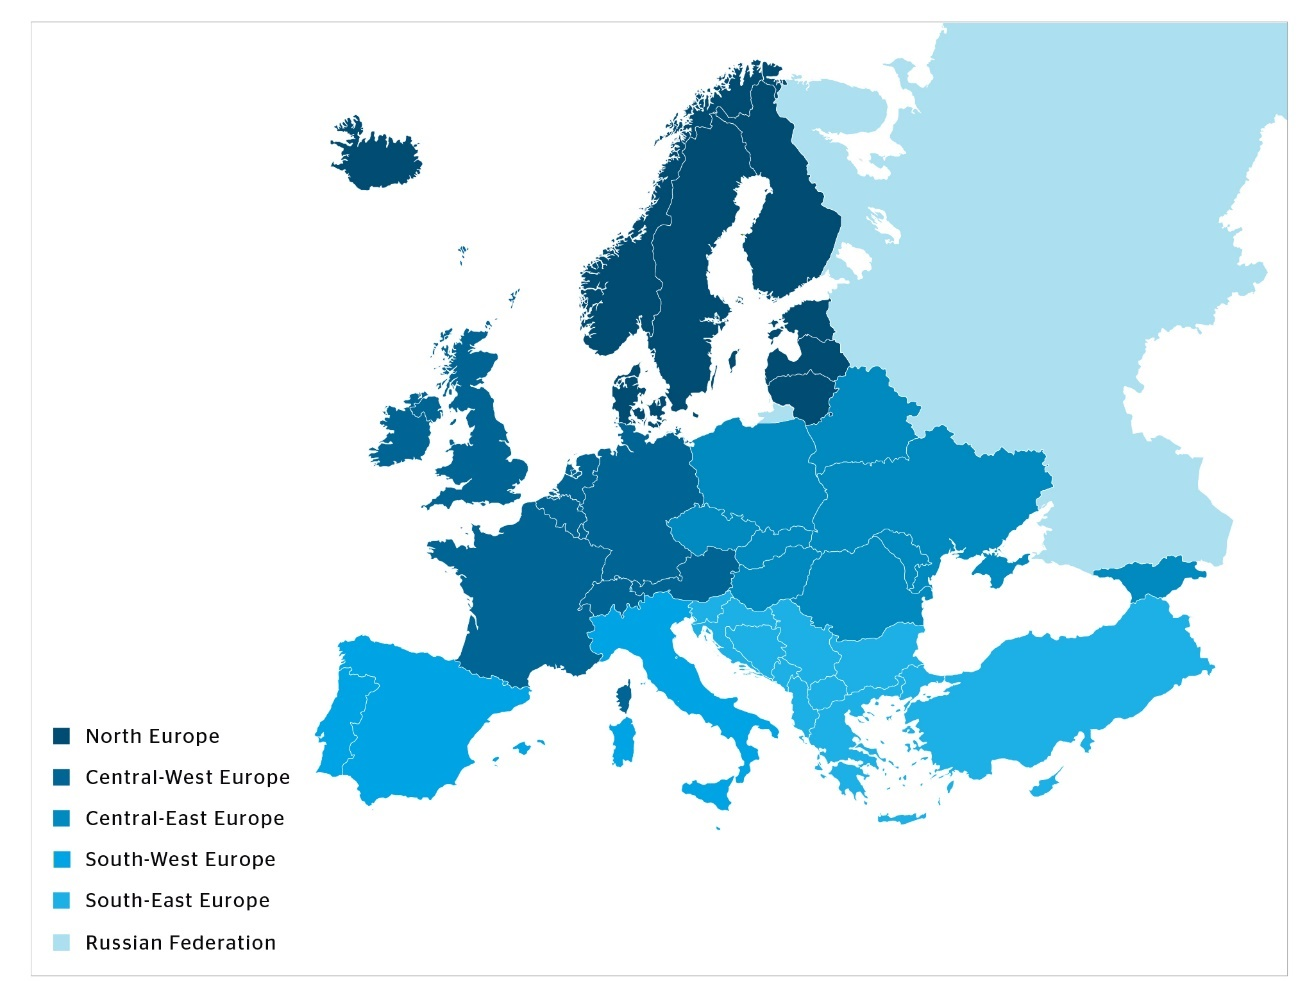 North Europe
Central-West Europe
Central-East Europe
South-West Europe
South-East Europe
Russian Federation